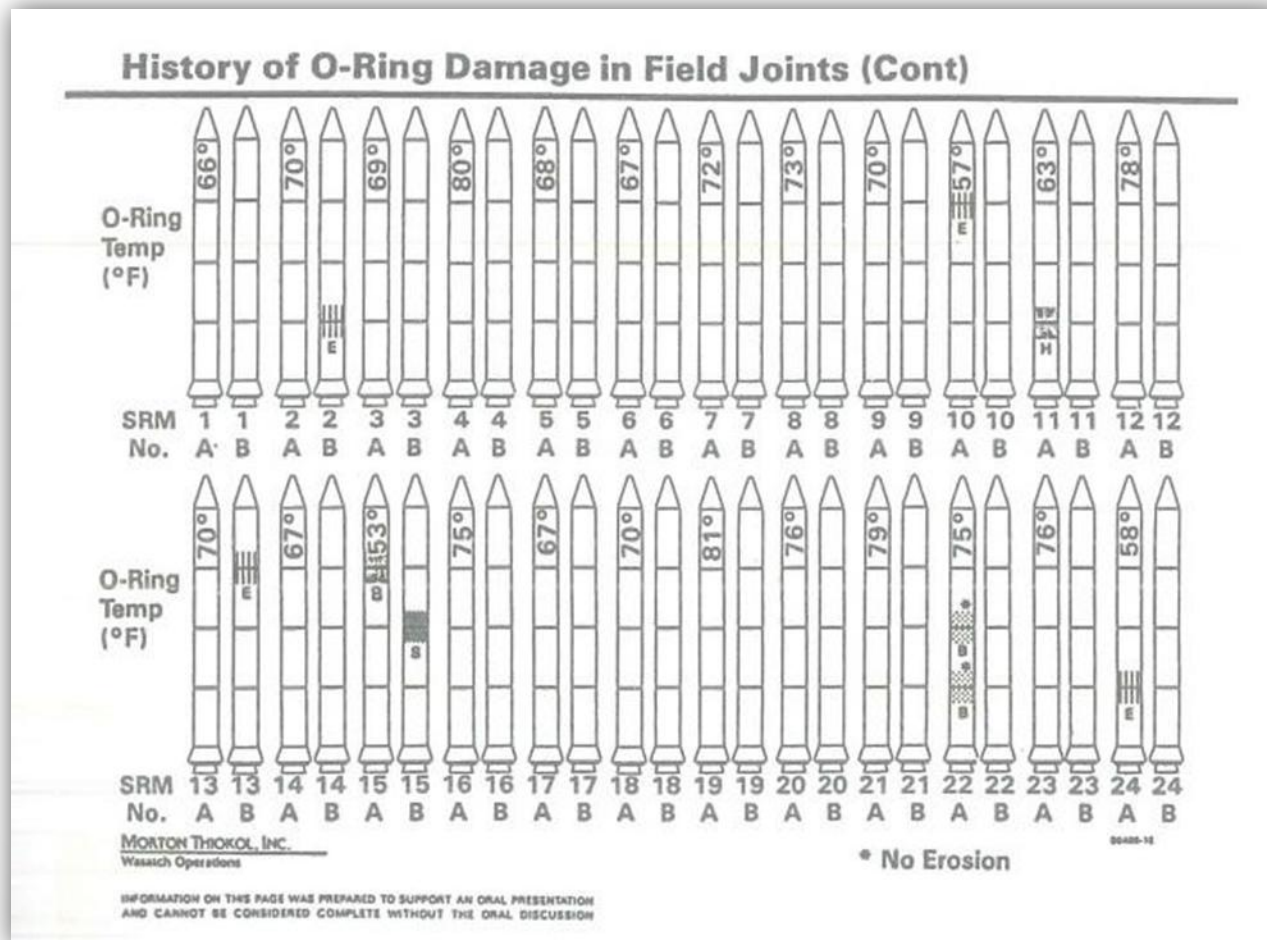 History of O-Ring Damage in Field Joints (Cont)
66° 70° 69° 80° 68° 67° 72° 73° 70° 57° 63° 78°
O-Ring
Temp
(°F)
E
E
H
SRM 1 1 2 2 3 3 4 4 5 5 6 6 7 7 8 8 9 9 10 10 11 11 12 12
No. A B A B A B A B A B A B A B A B A B A B A B A B
70° 67° 53° 75° 67° 70° 81° 76° 79° 75° 76° 58°
O-Ring
Temp
(°F)
E
B
S
*
B
*
B
E
SRM 13 13 14 14 15 15 16 16 17 17 18 18 19 19 20 20 21 21 22 22 23 23 24 24
No. A B A B A B A B A B A B A B A B A B A B A B A B
MORTON THIOKOL, INC.
Wasatch Operations
* No Erosion
INFORMATION ON THIS PAGE WAS PREPARED TO SUPPORT AN ORAL PRESENTATION
AND CANNOT BE CONSIDERED COMPLETE WITHOUT THE ORAL DISCUSSION